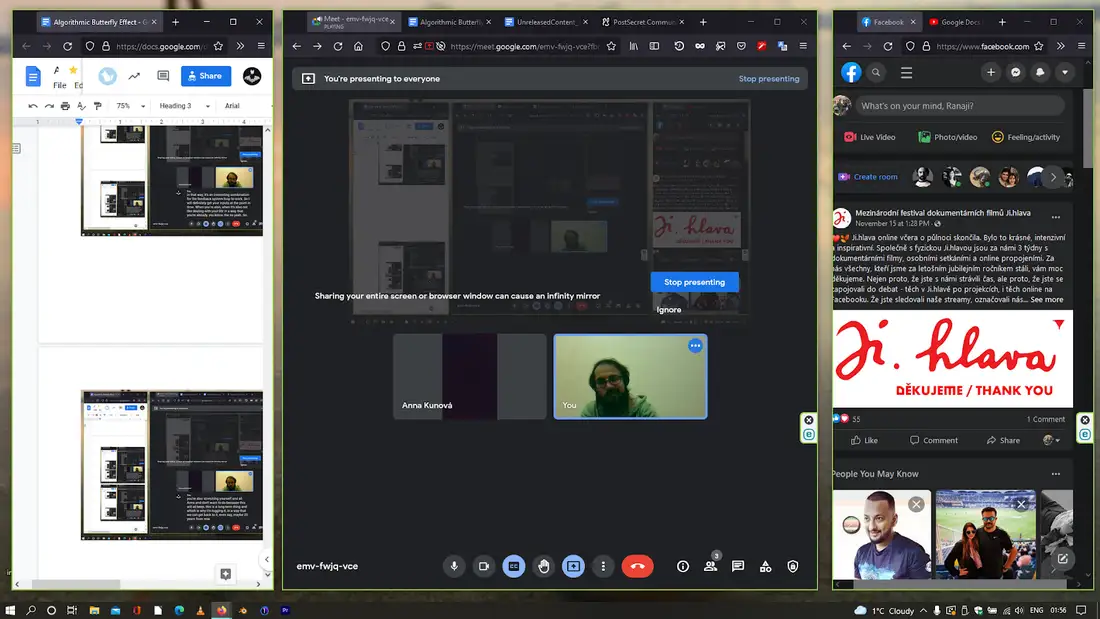 Algorithmic Butterfly Effect - G
https://docs.google.com/
File
Ed
Share
75%
Heading 3
Arial
1
1
2
3
4
Meet - emv-fwjq-vce
PLAYING
Algorithmic Butterfl
UnreleasedContent_
PostSecret.Commun
https://meet.google.com/emv-fwjq-vce?fb
You're presenting to everyone
Stop presenting
Sharing your entire screen or browser window can cause an infinity mirror
Stop presenting
Ignore
Anna Kunová
You
emv-fwjq-vce
3
Facebook
Google Docs
https://www.facebook.com
What's on your mind, Ranaji?
Live Video
Photo/video
Feeling/activity
Create room
Mezinárodní festival dokumentárních filmů Ji.hlava
November 15 at 1:28 PM
Ji.hlava online včera o půlnoci skončila. Bylo to krásné, intenzivní
a inspirativní. Společně s fyzickou Ji.hlavou jsou za námi 3 týdny s
dokumentárními filmy, osobními setkáními a online propojeními. Za
nás všechny, kteří jsme za letošním jubilejním ročníkem stáli, vám moc
děkujeme. Nejen proto, že jste s námi strávili čas, ale proto, že jste se
zapojovali do debat - těch v Ji.hlavě po projekcích, i těch online na
Facebooku. Že jste sledovali naše streamy, označovali nás... See more
Ji. hlava
DĚKUJEME / THANK YOU
55
1 Comment
Like
Comment
Share
People You May Know
1°C Cloudy
ENG
01:56